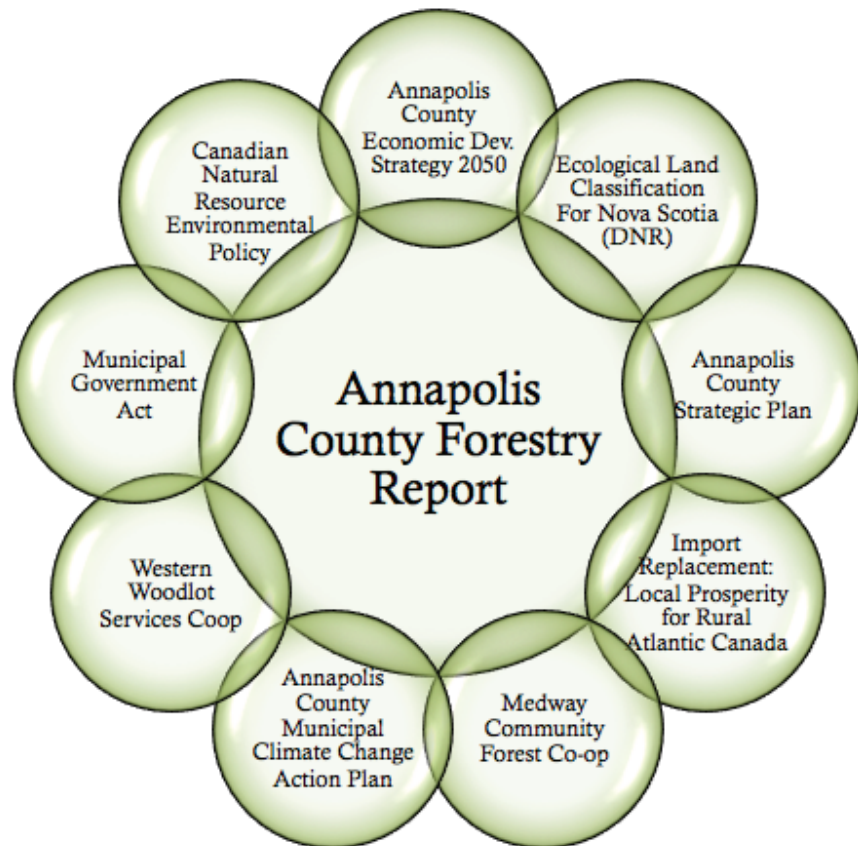 Annapolis
County
Economic Dev.
Strategy 2050
Ecological Land
Classification
For Nova Scotia
(DNR)
Annapolis
County
Strategic Plan
Import
Replacement:
Local Prosperity
for Rural
Atlantic Canada
Medway
Community
Forest Co-op
Annapolis
County
Municipal
Climate Change
Action Plan
Western
Woodlot
Services Coop
Municipal
Government
Act
Canadian
Natural
Resource
Environmental
Policy
Annapolis
County Forestry
Report